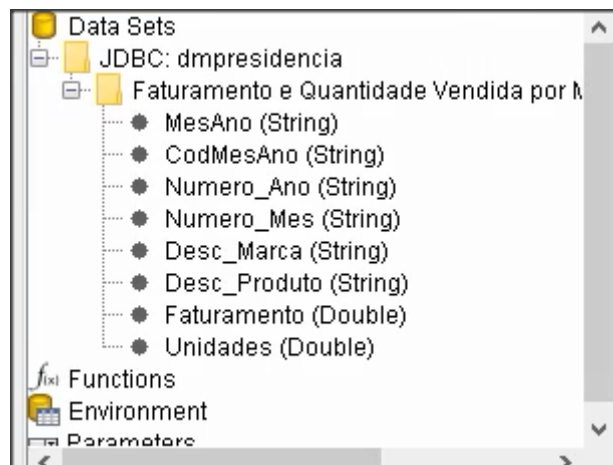 Data Sets
JDBC: dmpresidencia
Faturamento e Quantidade Vendida por
MesAno (String)
CodMesAno (String)
Numero_Ano (String)
Numero_Mes (String)
Desc_Marca (String)
Desc_Produto (String)
Faturamento (Double)
Unidades (Double)
Functions
Environment
Parameters